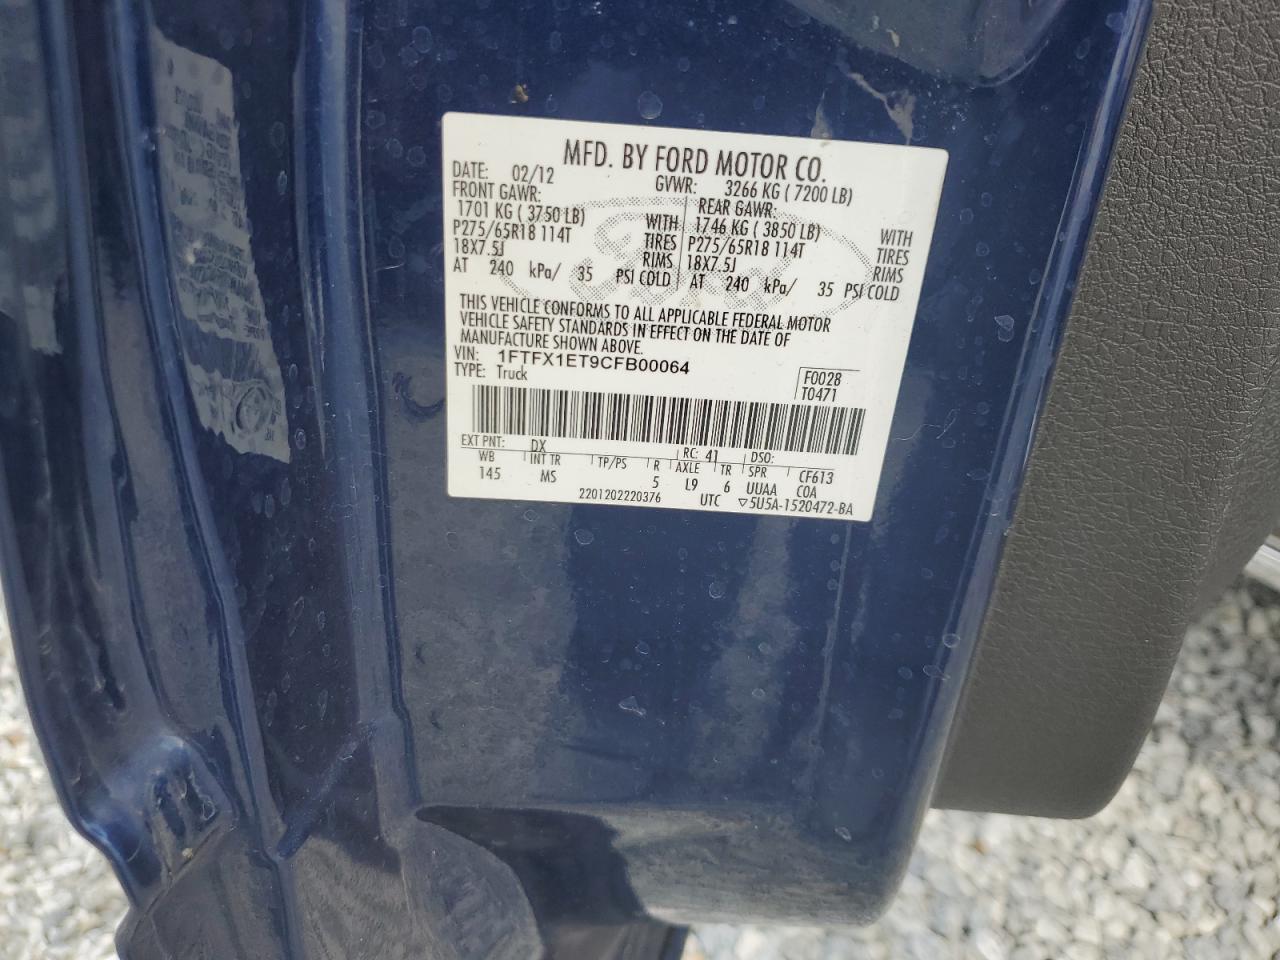 MFD. BY FORD MOTOR CO.
DATE: 02/12 GVWR: 3266 KG ( 7200 LB)
FRONT GAWR: REAR GAWR:
1701 KG ( 3750 LB) WITH 1746 KG ( 3850 LB) WITH
P275/65R18 114T TIRES P275/65R18 114T TIRES
18X7.5J RIMS 18X7.5J RIMS
AT 240 kPa/ 35 PSI COLD AT 240 kPa/ 35 PSI COLD
THIS VEHICLE CONFORMS TO ALL APPLICABLE FEDERAL MOTOR
VEHICLE SAFETY STANDARDS IN EFFECT ON THE DATE OF
MANUFACTURE SHOWN ABOVE.
VIN: 1FTFX1ET9CFB00064
TYPE: Truck
F0028
T0471
EXT PNT: DX RC: 41 DSO:
WB INT TR TP/PS R AXLE TR SPR CF613
145 MS 5 L9 6 UUAA COA
2201202220376 UTC ▽5U5A-1520472-BA